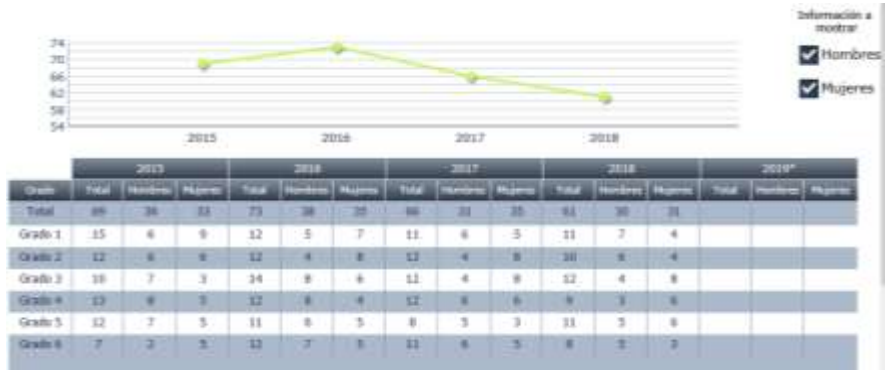 Información a
mostrar
Hombres
Mujeres
74
70
66
62
58
54
2015 2016 2017 2018
2015 2016 2017 2018 2019*
Grado Total Hombres Mujeres Total Hombres Mujeres Total Hombres Mujeres Total Hombres Mujeres Total Hombres Mujeres
Total 69 36 33 73 38 35 66 31 35 61 30 31
Grado 1 15 6 9 12 5 7 11 6 5 11 7 4
Grado 2 12 6 6 12 4 8 12 4 8 10 6 4
Grado 3 10 7 3 14 8 6 12 4 8 12 4 8
Grado 4 13 8 5 12 8 4 12 6 6 9 3 6
Grado 5 12 7 5 11 6 5 8 5 3 11 5 6
Grado 6 7 2 5 12 7 5 11 6 5 8 5 3